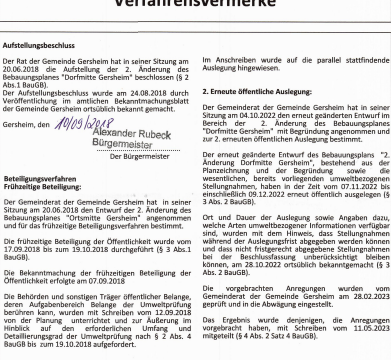 Verfahrensvermerke
Aufstellungsbeschluss
Der Rat der Gemeinde Gersheim hat in seiner Sitzung am
20.06.2018 die Aufstellung der 2. Änderung des
Bebauungsplanes "Dorfmitte Gersheim" beschlossen (§ 2
Abs.1 BauGB).
Der Aufstellungsbeschluss wurde am 24.08.2018 durch
Veröffentlichung im amtlichen Bekanntmachungsblatt
der Gemeinde Gersheim ortsüblich bekannt gemacht.
Gersheim, den 10/09/2018
Alexander Rubeck
Bürgermeister
Der Bürgermeister
Beteiligungsverfahren
Frühzeitige Beteiligung:
Der Gemeinderat der Gemeinde Gersheim hat in seiner
Sitzung am 20.06.2018 den Entwurf der 2. Änderung des
Bebauungsplanes "Ortsmitte Gersheim" angenommen
und für das frühzeitige Beteiligungsverfahren bestimmt.
Die frühzeitige Beteiligung der Öffentlichkeit wurde vom
17.09.2018 bis zum 19.10.2018 durchgeführt (§ 3 Abs.1
BauGB).
Die Bekanntmachung der frühzeitigen Beteiligung der
Öffentlichkeit erfolgte am 07.09.2018
Die Behörden und sonstigen Träger öffentlicher Belange,
deren Aufgabenbereich Belange der Umweltprüfung
berühren kann, wurden mit Schreiben vom 12.09.2018
von der Planung unterrichtet und zur Äußerung im
Hinblick auf den erforderlichen Umfang und
Detaillierungsgrad der Umweltprüfung nach § 2 Abs. 4
BauGB bis zum 19.10.2018 aufgefordert.
Im Anschreiben wurde auf die parallel stattfindende
Auslegung hingewiesen.
2. Erneute öffentliche Auslegung:
Der Gemeinderat der Gemeinde Gersheim hat in seiner
Sitzung am 04.10.2022 den erneut geänderten Entwurf im
Bereich der 2. Änderung des Bebauungsplanes
"Dorfmitte Gersheim" mit Begründung angenommen und
zur 2. erneuten öffentlichen Auslegung bestimmt.
Der erneut geänderte Entwurf des Bebauungsplans "2.
Änderung Dorfmitte Gersheim", bestehend aus der
Planzeichnung und der Begründung sowie die
wesentlichen, bereits vorliegenden umweltbezogenen
Stellungnahmen, haben in der Zeit vom 07.11.2022 bis
einschließlich 09.12.2022 erneut öffentlich ausgelegen (§
3 Abs. 2 BauGB).
Ort und Dauer der Auslegung sowie Angaben dazu,
welche Arten umweltbezogener Informationen verfügbar
sind, wurden mit dem Hinweis, dass Stellungnahmen
während der Auslegungsfrist abgegeben werden können
und dass nicht fristgerecht abgegebene Stellungnahmen
bei der Beschlussfassung unberücksichtigt bleiben
können, am 28.10.2022 ortsüblich bekanntgemacht (§ 3
Abs. 2 BauGB).
Die vorgebrachten Anregungen wurden vom
Gemeinderat der Gemeinde Gersheim am 28.02.2023
geprüft und in die Abwägung eingestellt.
Das Ergebnis wurde denjenigen, die Anregungen
vorgebracht haben, mit Schreiben vom 11.05.2023
mitgeteilt (§ 4 Abs. 2 Satz 4 BauGB).